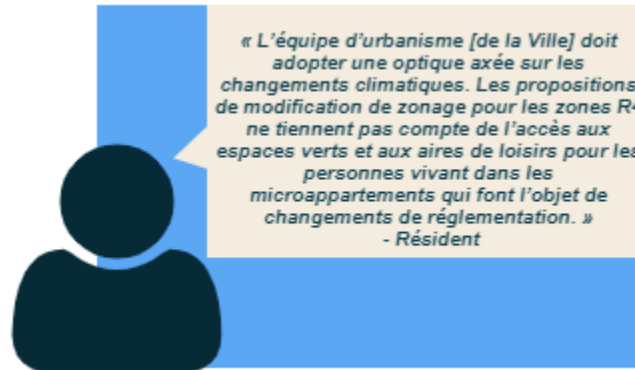 « L'équipe d'urbanisme [de la Ville] doit
adopter une optique axée sur les
changements climatiques. Les propositions
de modification de zonage pour les zones R4
ne tiennent pas compte de l'accès aux
espaces verts et aux aires de loisirs pour les
personnes vivant dans les
microappartements qui font l'objet de
changements de réglementation. »
- Résident